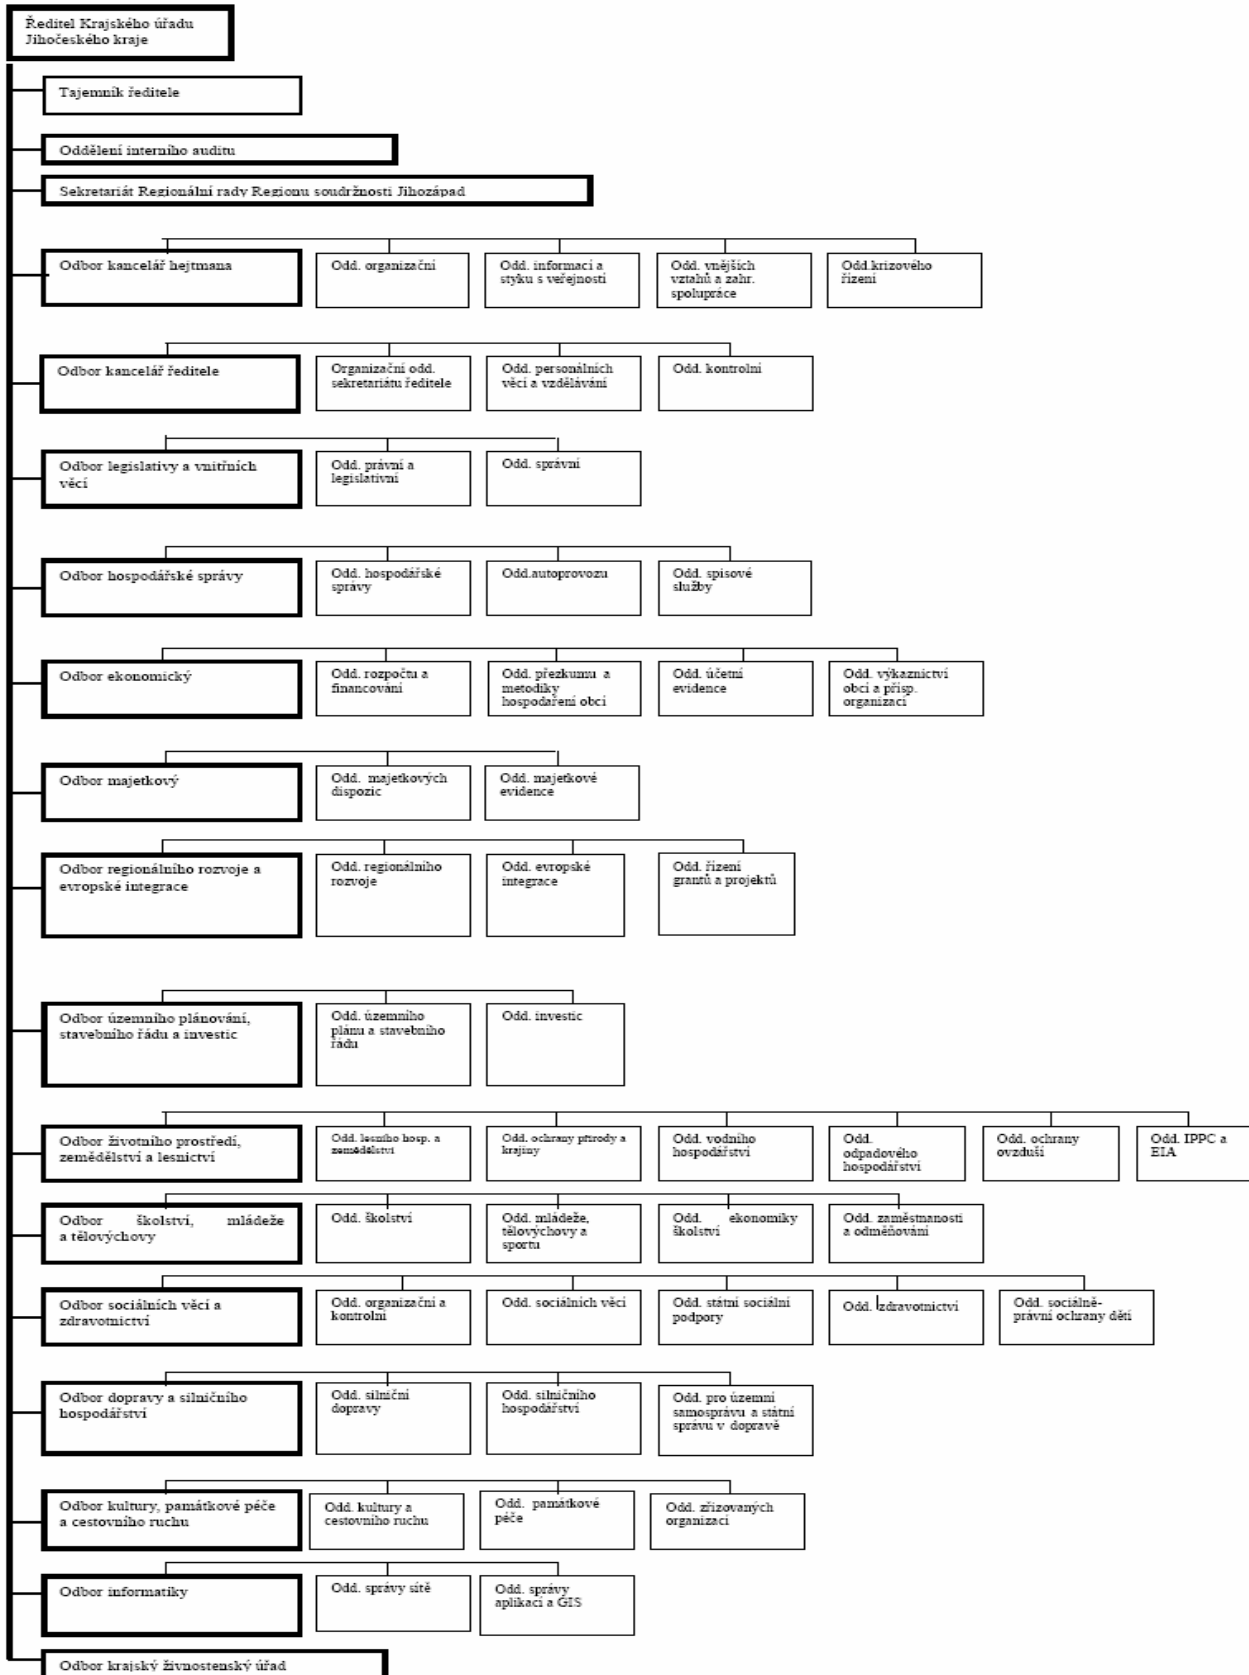 Ředitel Krajského úřadu
Jihočeského kraje
Tajemník ředitele
Oddělení interního auditu
Sekretariát Regionální rady Regionu soudržnosti Jihozápad
Odbor kancelář hejtmana
Odd. organizační
Odd. informací a
styku s veřejností
Odd. vnějších
vztahů a zahr.
spolupráce
Odd.krizového
řízení
Odbor kancelář ředitele
Organizační odd.
sekretariátu ředitele
Odd. personálních
věcí a vzdělávání
Odd. kontrolní
Odbor legislativy a vnitřních
věcí
Odd. právní a
legislativní
Odd. správní
Odbor hospodářské správy
Odd. hospodářské
správy
Odd.autoprovozu
Odd. spisové
služby
Odbor ekonomický
Odd. rozpočtu a
financování
Odd. přezkumu a
metodiky
hospodaření obcí
Odd. účetní
evidence
Odd. výkaznictví
obcí a přísp.
organizací
Odbor majetkový
Odd. majetkových
dispozic
Odd. majetkové
evidence
Odbor regionálního rozvoje a
evropské integrace
Odd. regionálního
rozvoje
Odd. evropské
integrace
Odd. řízení
grantů a projektů
Odbor územního plánování,
stavebního řádu a investic
Odd. územního
plánu a stavebního
řádu
Odd. investic
Odbor životního prostředí,
zemědělství a lesnictví
Odd. lesního hosp. a
zemědělství
Odd. ochrany přírody a
krajiny
Odd. vodního
hospodářství
Odd.
odpadového
hospodářství
Odd. ochrany
ovzduší
Odd. IPPC a
EIA
Odbor školství, mládeže
a tělovýchovy
Odd. školství
Odd. mládeže,
tělovýchovy a
sportu
Odd. ekonomiky
školství
Odd. zaměstnanosti
a odměňování
Odbor sociálních věcí a
zdravotnictví
Odd. organizační a
kontrolní
Odd. sociálních věcí
Odd. státní sociální
podpory
Odd. zdravotnictví
Odd. sociálně-
právní ochrany dětí
Odbor dopravy a silničního
hospodářství
Odd. silniční
dopravy
Odd. silničního
hospodářství
Odd. pro územní
samosprávu a státní
správu v dopravě
Odbor kultury, památkové péče
a cestovního ruchu
Odd. kultury a
cestovního ruchu
Odd. památkové
péče
Odd. zřizovaných
organizací
Odbor informatiky
Odd. správy sítě
Odd. správy
aplikací a GIS
Odbor krajský živnostenský úřad